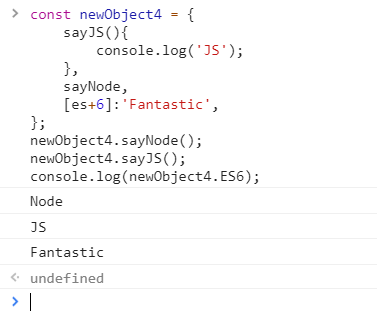 const newObject4 = {
sayJS(){
console.log('JS');
},
sayNode,
[es+6]:'Fantastic',
};
newObject4.sayNode();
newObject4.sayJS();
console.log(newObject4.ES6);
Node
JS
Fantastic
undefined